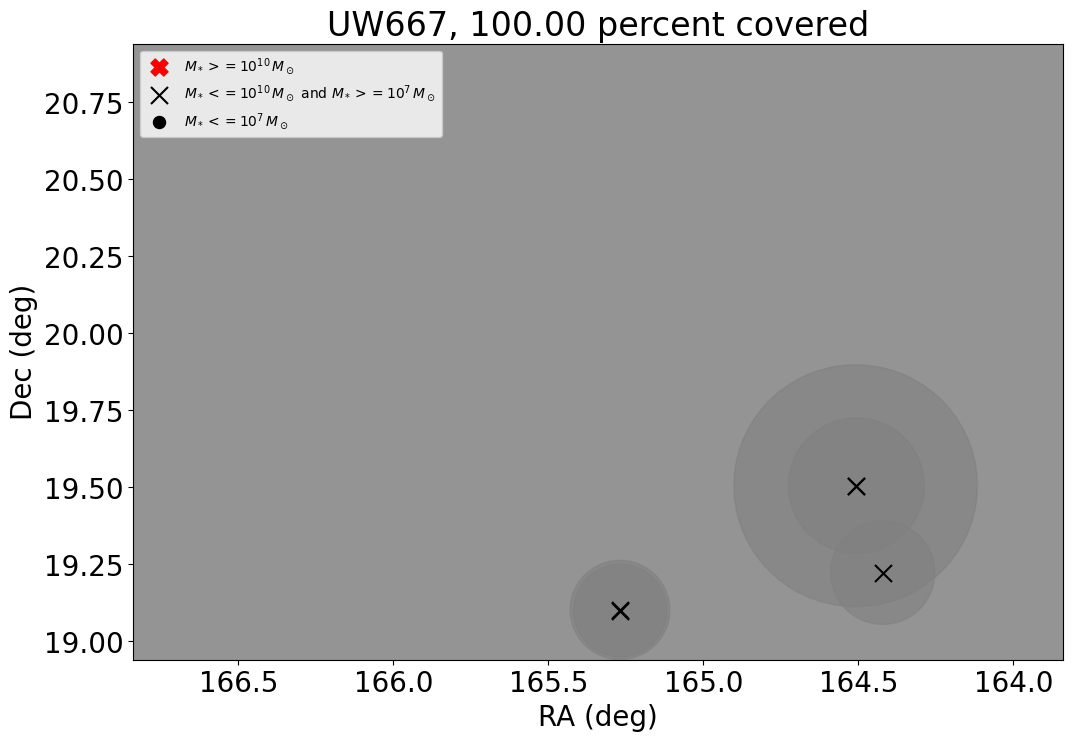 UW667, 100.00 percent covered
M* >= 10^10 M⊙
M* <= 10^10 M⊙ and M* >= 10^7 M⊙
M* <= 10^7 M⊙
20.75
20.50
20.25
20.00
19.75
19.50
19.25
19.00
Dec (deg)
166.5 166.0 165.5 165.0 164.5 164.0
RA (deg)